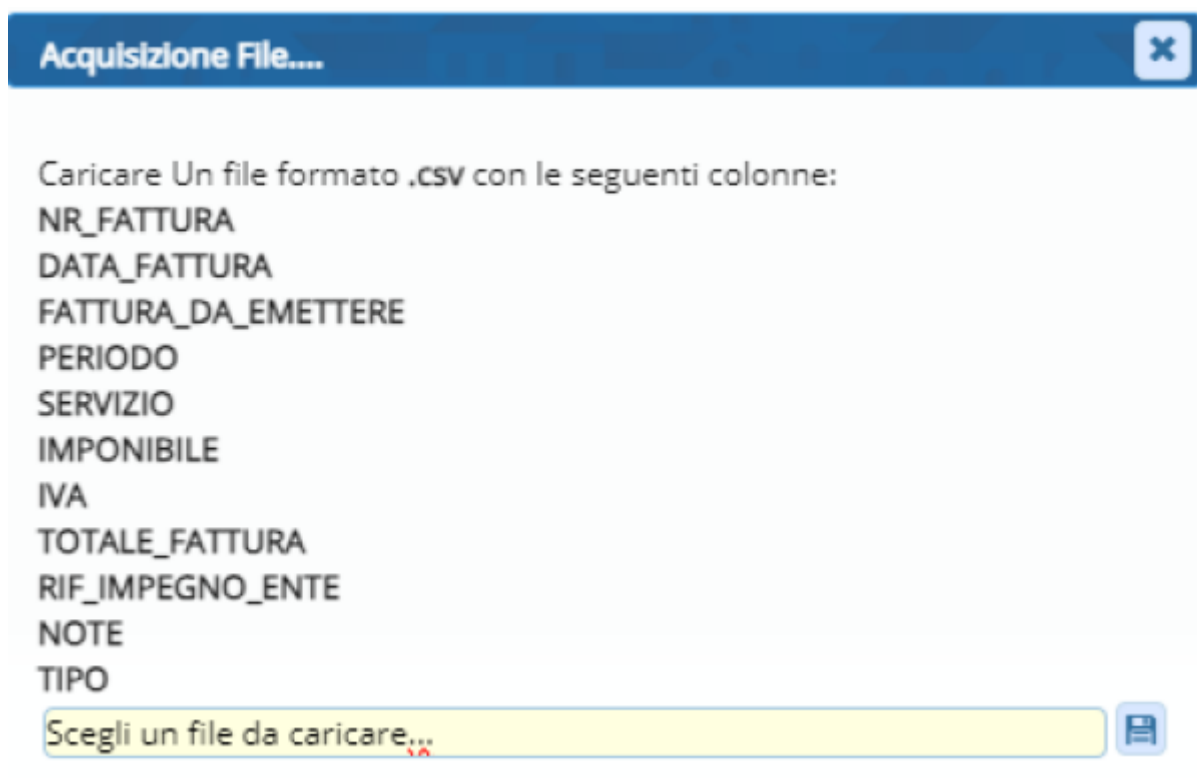 Acquisizione File....
Caricare Un file formato .csv con le seguenti colonne:
NR_FATTURA
DATA_FATTURA
FATTURA_DA_EMETTERE
PERIODO
SERVIZIO
IMPONIBILE
IVA
TOTALE_FATTURA
RIF_IMPEGNO_ENTE
NOTE
TIPO
Scegli un file da caricare...